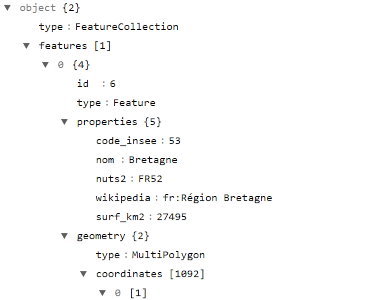 object {2}
type : FeatureCollection
features [1]
0 {4}
id : 6
type : Feature
properties {5}
code_insee : 53
nom : Bretagne
nuts2 : FR52
wikipedia : fr:Région Bretagne
surf_km2 : 27495
geometry {2}
type : MultiPolygon
coordinates [1092]
0 [1]